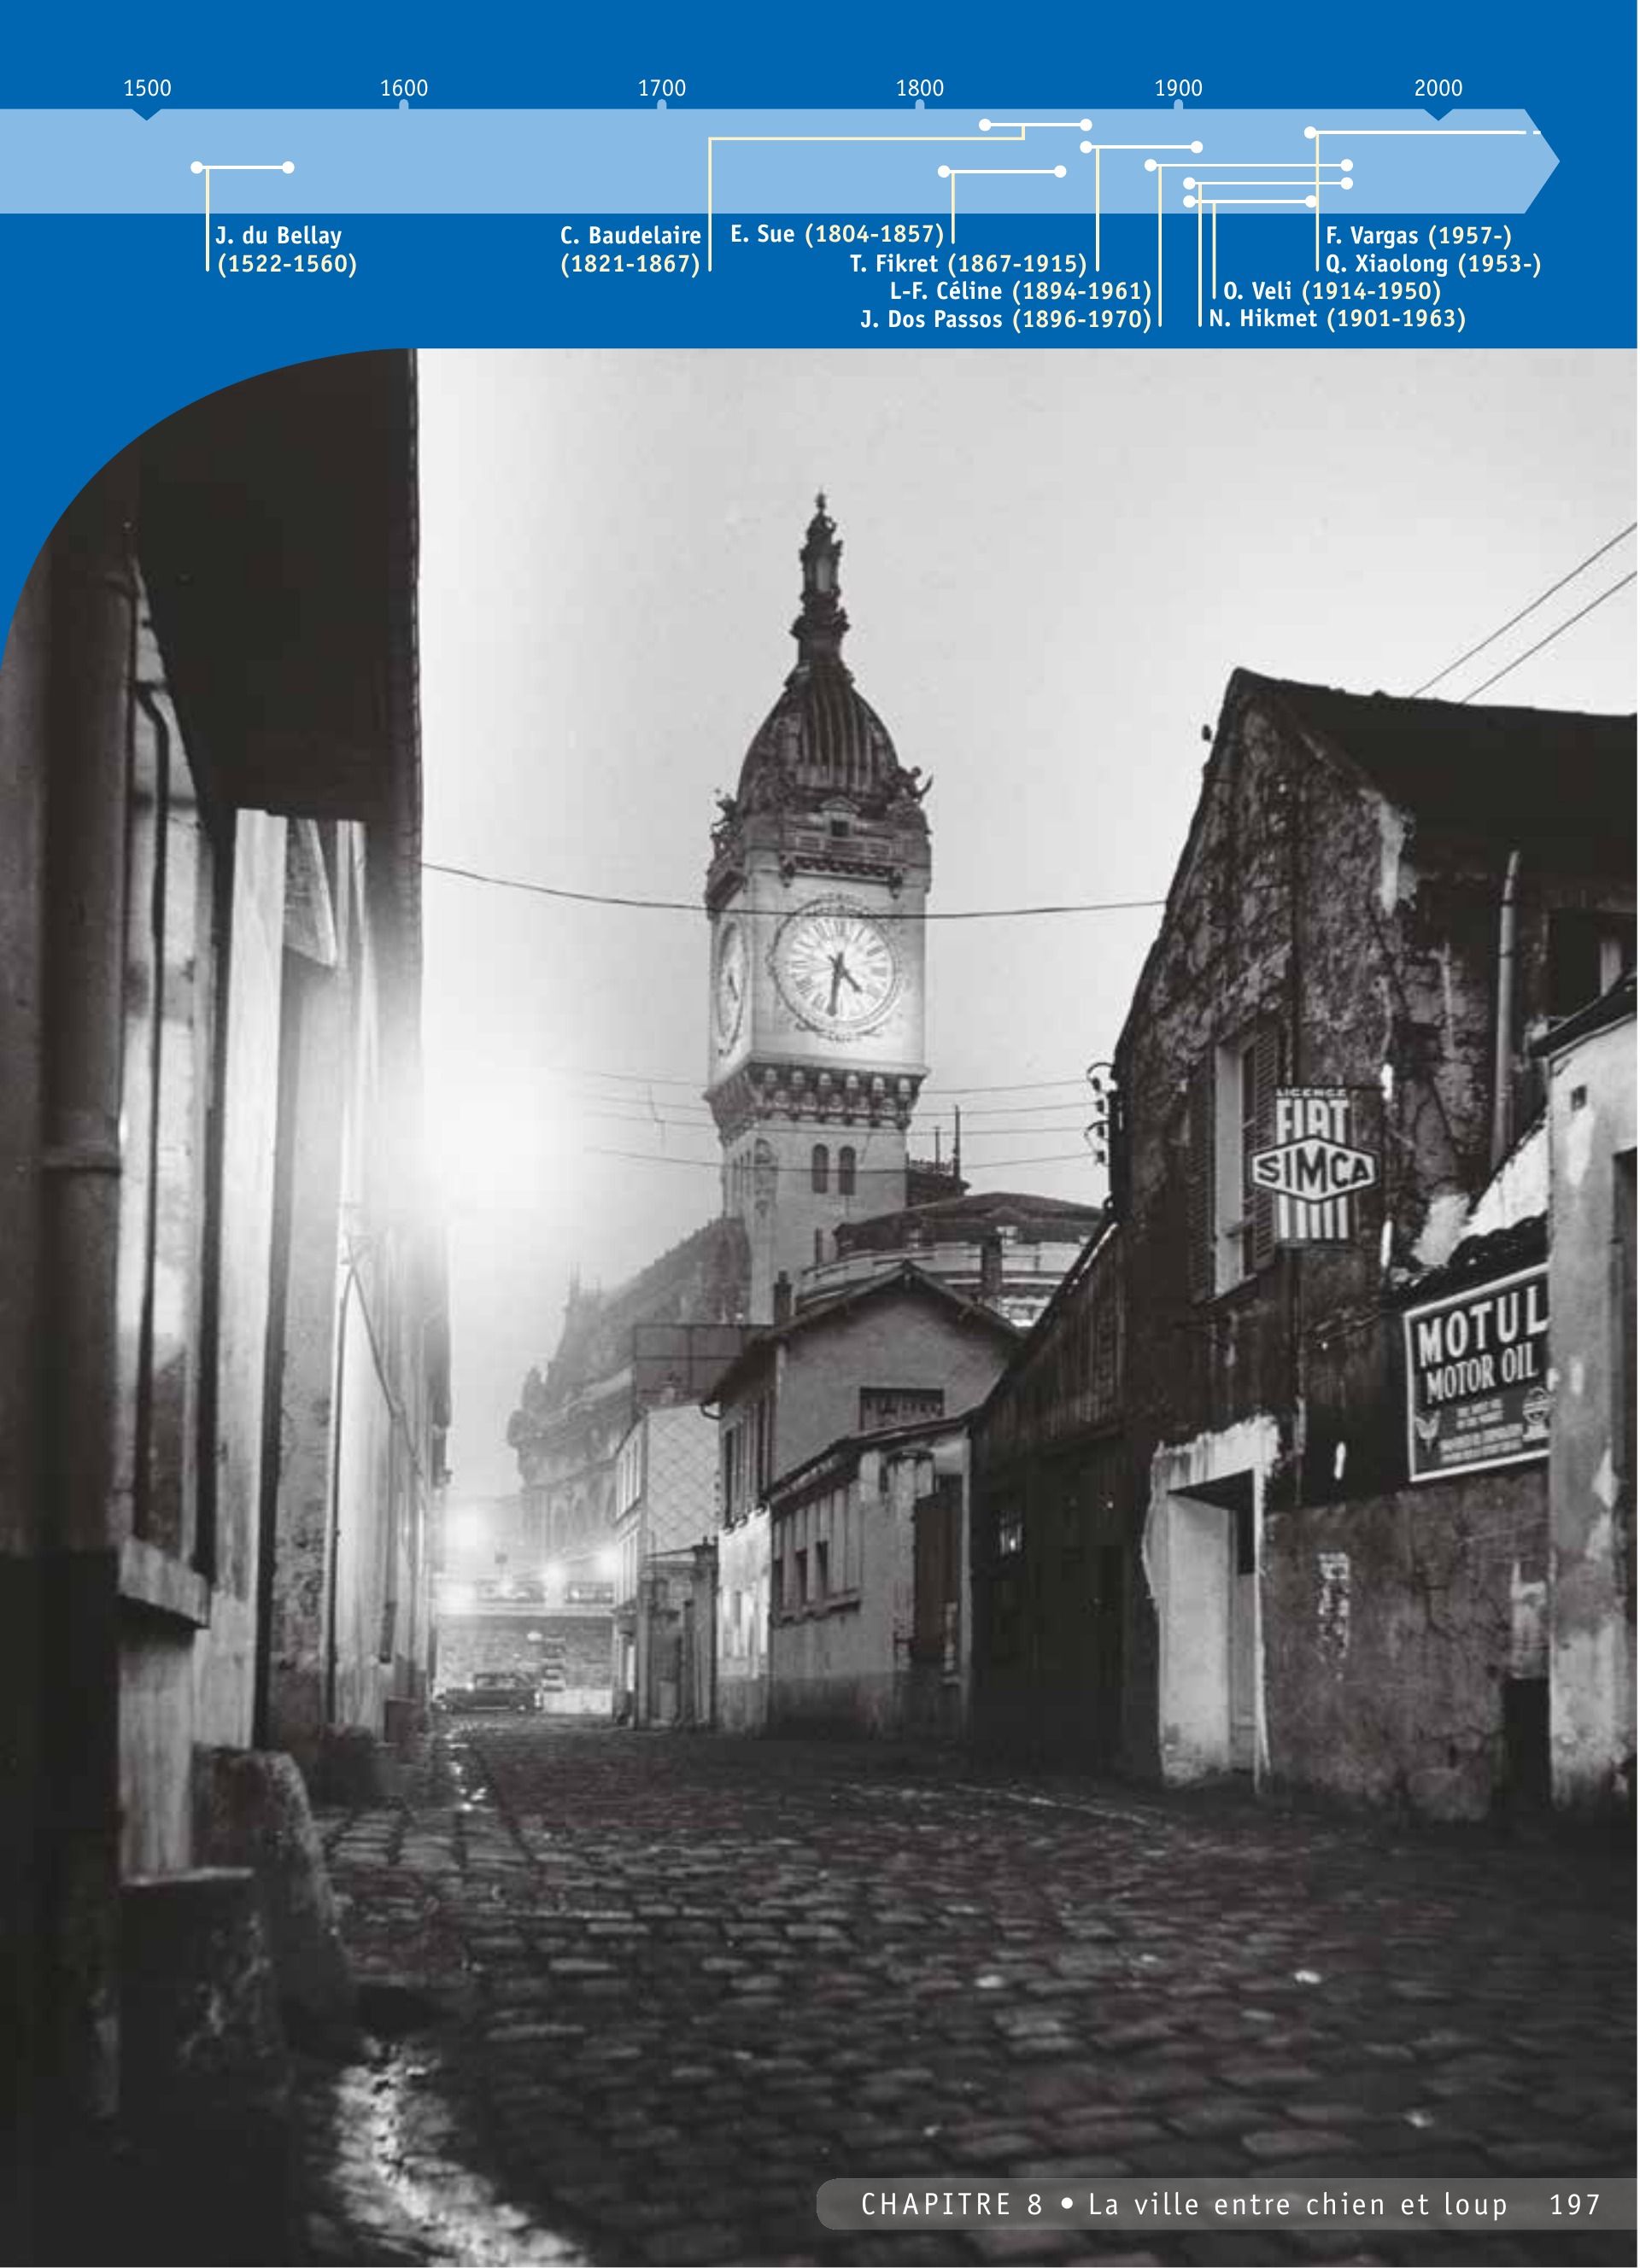 1500 1600 1700 1800 1900 2000
J. du Bellay
(1522-1560)
C. Baudelaire
(1821-1867)
E. Sue (1804-1857)
T. Fikret (1867-1915)
L-F. Céline (1894-1961)
J. Dos Passos (1896-1970)
F. Vargas (1957-)
Q. Xiaolong (1953-)
O. Veli (1914-1950)
N. Hikmet (1901-1963)
LICENCE
FIAT
SIMCA
MOTUL
MOTOR OIL
CHAPITRE 8 • La ville entre chien et loup 197